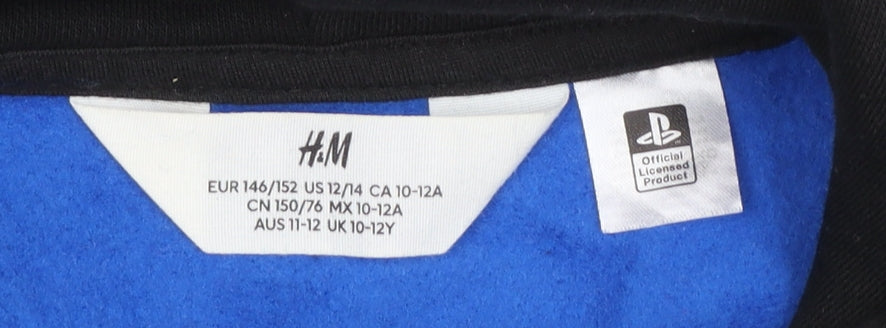 H&M
EUR 146/152 US 12/14 CA 10-12A
CN 150/76 MX 10-12A
AUS 11-12 UK 10-12Y
Official
Licensed
Product